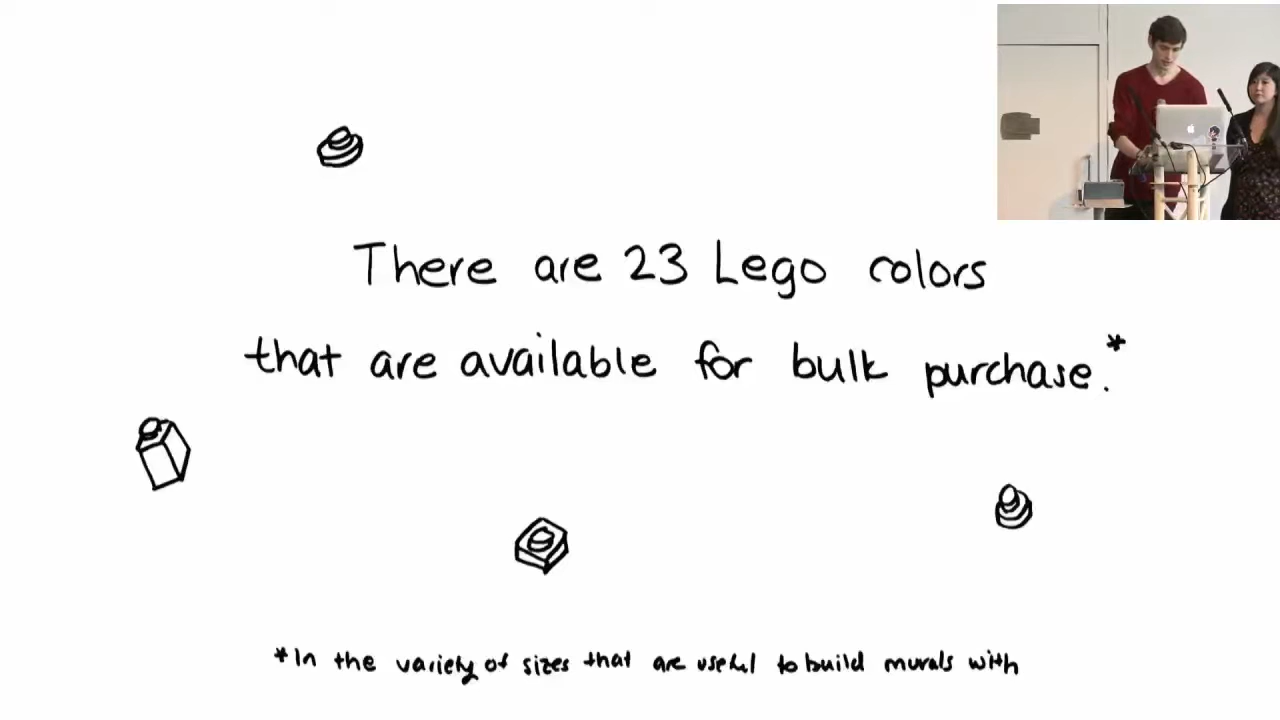 There are 23 Lego colors
that are available for bulk purchase.*
*In the variety of sizes that are useful to build murals with